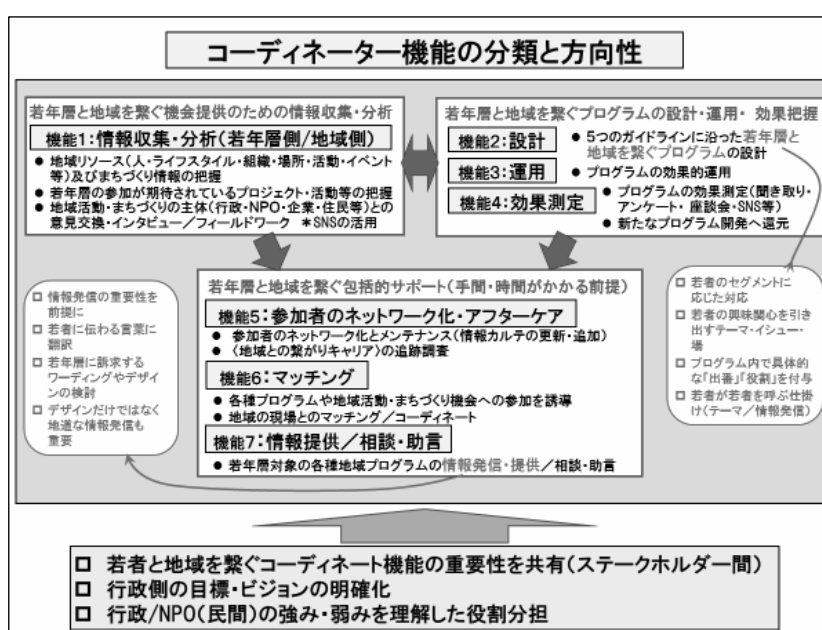 コーディネーター機能の分類と方向性
若年層と地域を繋ぐ機会提供のための情報収集・分析
機能1:情報収集・分析(若年層側/地域側)
● 地域リソース(人・ライフスタイル・組織・場所・活動・イベント
等)及びまちづくり情報の把握
● 若年層の参加が期待されているプロジェクト・活動等の把握
● 地域活動・まちづくりの主体(行政・NPO・企業・住民等)との
意見交換・インタビュー/フィールドワーク ＊SNSの活用
若年層と地域を繋ぐプログラムの設計・運用・ 効果把握
機能2:設計
機能3:運用
機能4:効果測定
● 5つのガイドラインに沿った若年層と
地域を繋ぐプログラムの設計
● プログラムの効果的運用
● プログラムの効果測定(聞き取り・
アンケート・座談会・SNS等)
● 新たなプログラム開発へ還元
若年層と地域を繋ぐ包括的サポート(手間・時間がかかる前提)
機能5:参加者のネットワーク化・アフターケア
● 参加者のネットワーク化とメンテナンス(情報カルテの更新・追加)
● 〈地域との繋がりキャリア〉の追跡調査
機能6:マッチング
● 各種プログラムや地域活動・まちづくり機会への参加を誘導
● 地域の現場とのマッチング/コーディネート
機能7:情報提供/相談・助言
● 若年層対象の各種地域プログラムの情報発信・提供/相談・助言
□ 情報発信の重要性を
前提に
□ 若者に伝わる言葉に
翻訳
□ 若年層に訴求する
ワーディングやデザイン
の検討
□ デザインだけではなく
地道な情報発信も
重要
□ 若者のセグメントに
応じた対応
□ 若者の興味関心を引き
出すテーマ・イシュー・
場
□ プログラム内で具体的
な「出番」「役割」を付与
□ 若者が若者を呼ぶ仕掛
け(テーマ/情報発信)
□ 若者と地域を繋ぐコーディネート機能の重要性を共有(ステークホルダー間)
□ 行政側の目標・ビジョンの明確化
□ 行政/NPO(民間)の強み・弱みを理解した役割分担